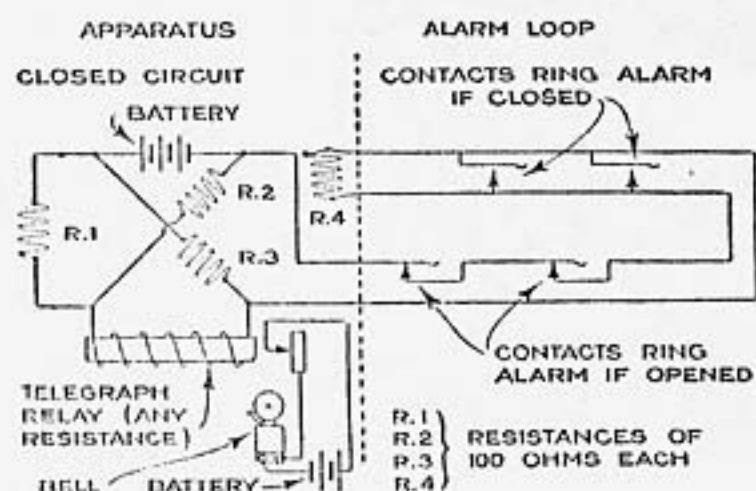 APPARATUS
ALARM LOOP
CLOSED CIRCUIT
BATTERY
CONTACTS RING ALARM
IF CLOSED
R.1
R.2
R.3
R.4
TELEGRAPH
RELAY (ANY
RESISTANCE)
BELL
BATTERY
CONTACTS RING
ALARM IF OPENED
R.1
R.2
R.3
R.4
RESISTANCES OF
100 OHMS EACH